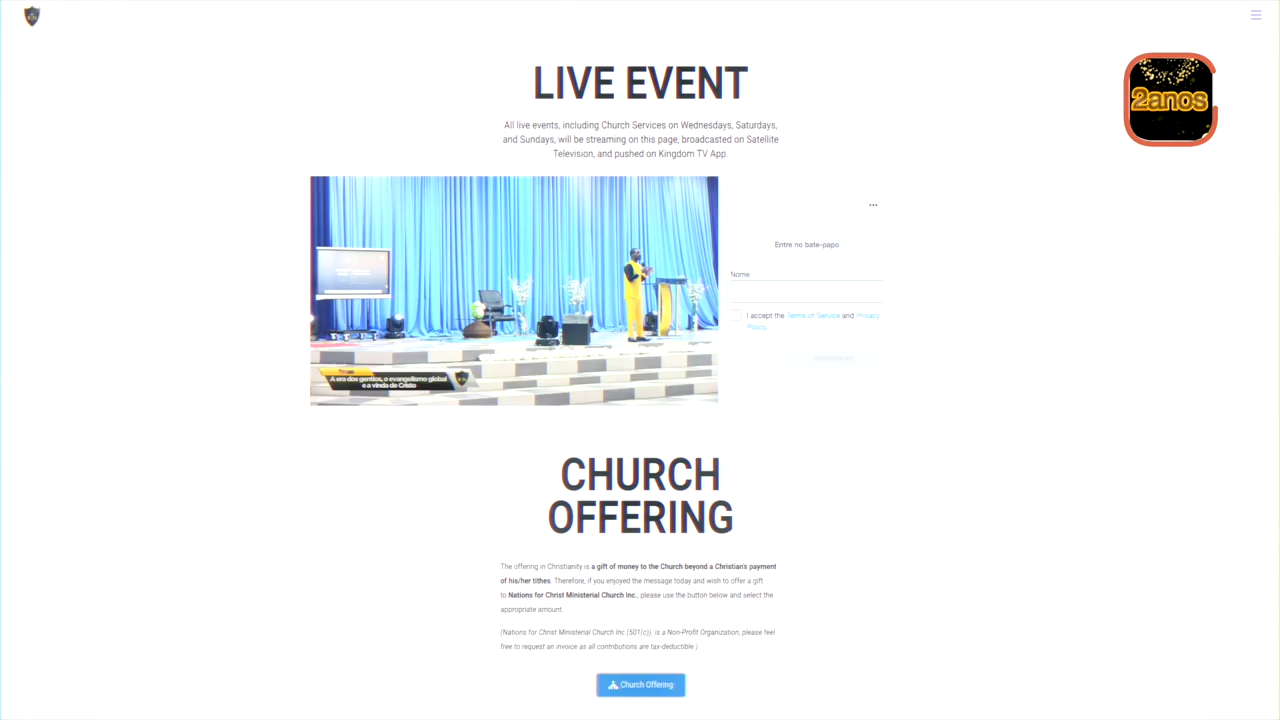 LIVE EVENT
All live events, including Church Services on Wednesdays, Saturdays,
and Sundays, will be streaming on this page, broadcasted on Satellite
Television, and pushed on Kingdom TV App.
2anos
A era dos gentios, o evangelismo global
e a vinda de Cristo
...
Entre no bate-papo
Nome
I accept the Terms of Service and Privacy
Policy.
CHURCH
OFFERING
The offering in Christianity is a gift of money to the Church beyond a Christian's payment
of his/her tithes. Therefore, if you enjoyed the message today and wish to offer a gift
to Nations for Christ Ministerial Church Inc., please use the button below and select the
appropriate amount.
(Nations for Christ Ministerial Church Inc (501(c)). is a Non-Profit Organization, please feel
free to request an invoice as all contributions are tax-deductible.)
Church Offering